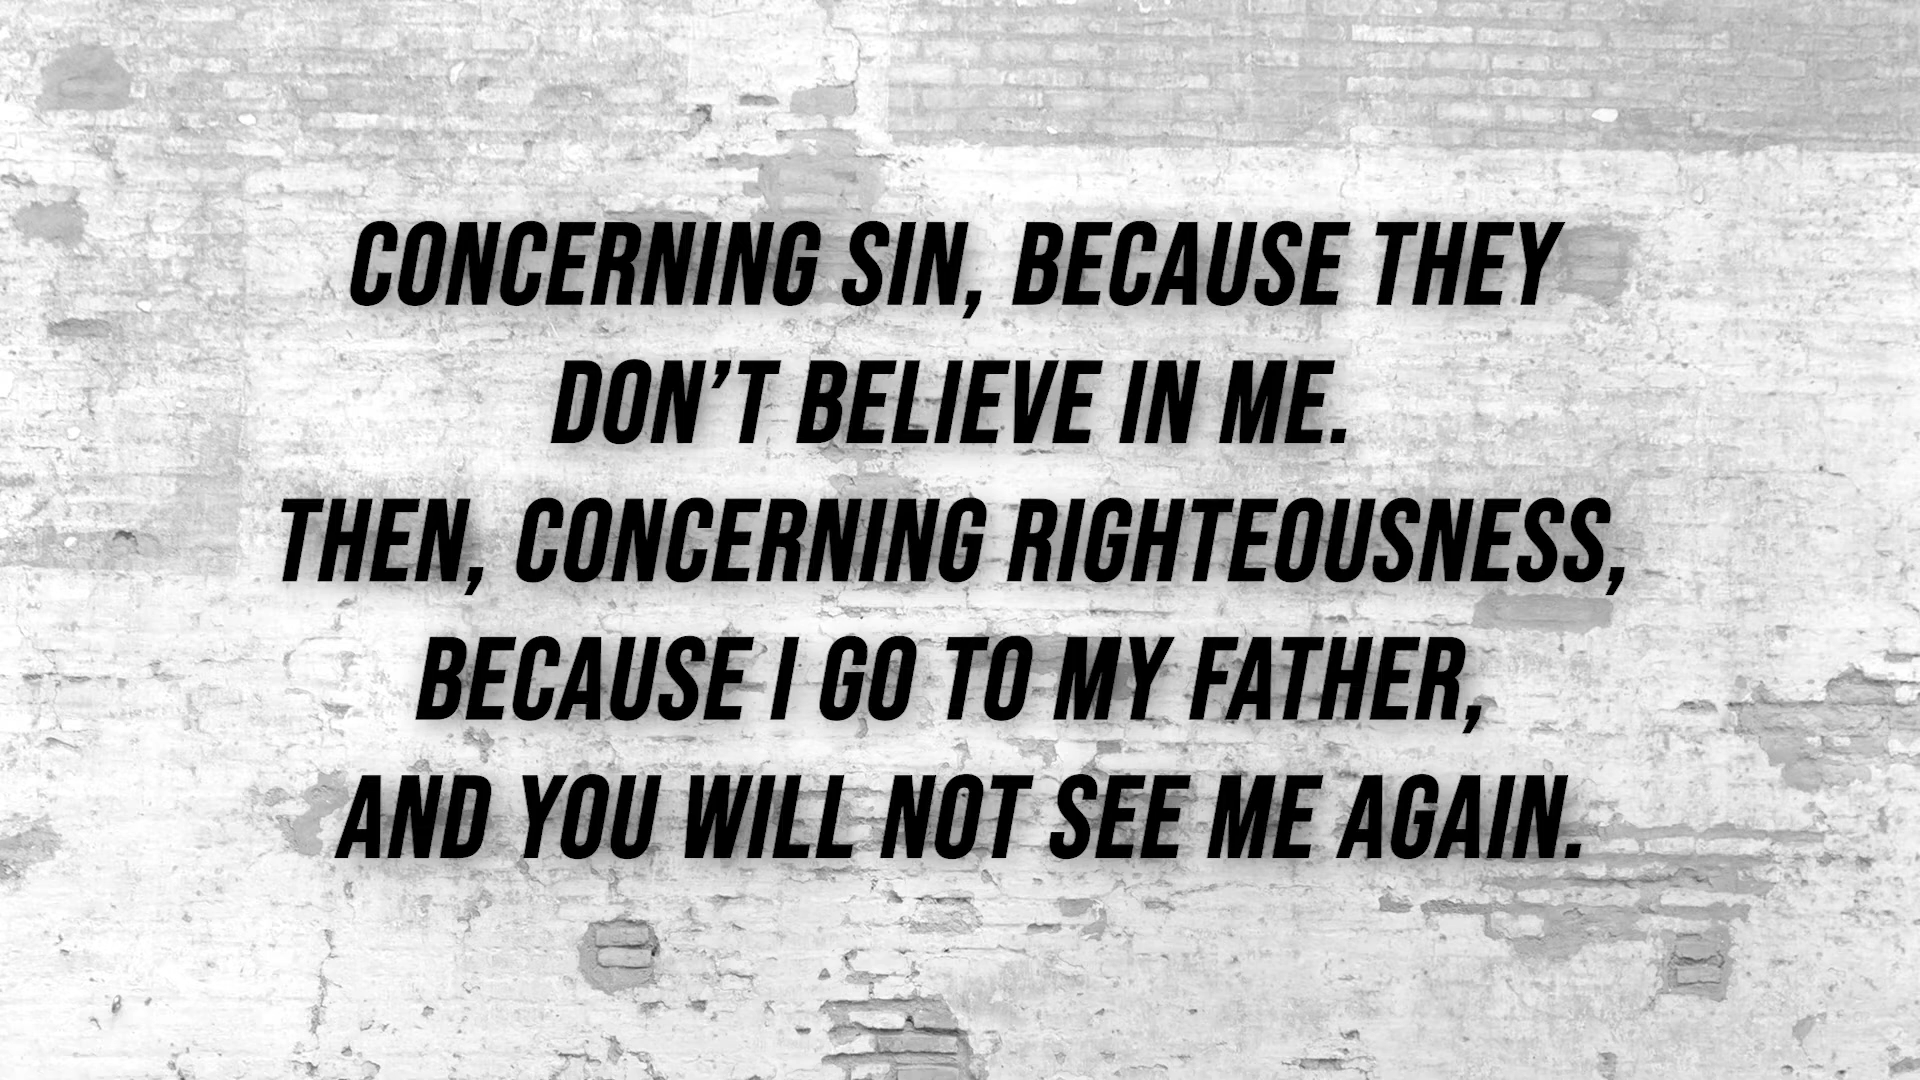 CONCERNING SIN, BECAUSE THEY
DON’T BELIEVE IN ME.
THEN, CONCERNING RIGHTEOUSNESS,
BECAUSE I GO TO MY FATHER,
AND YOU WILL NOT SEE ME AGAIN.